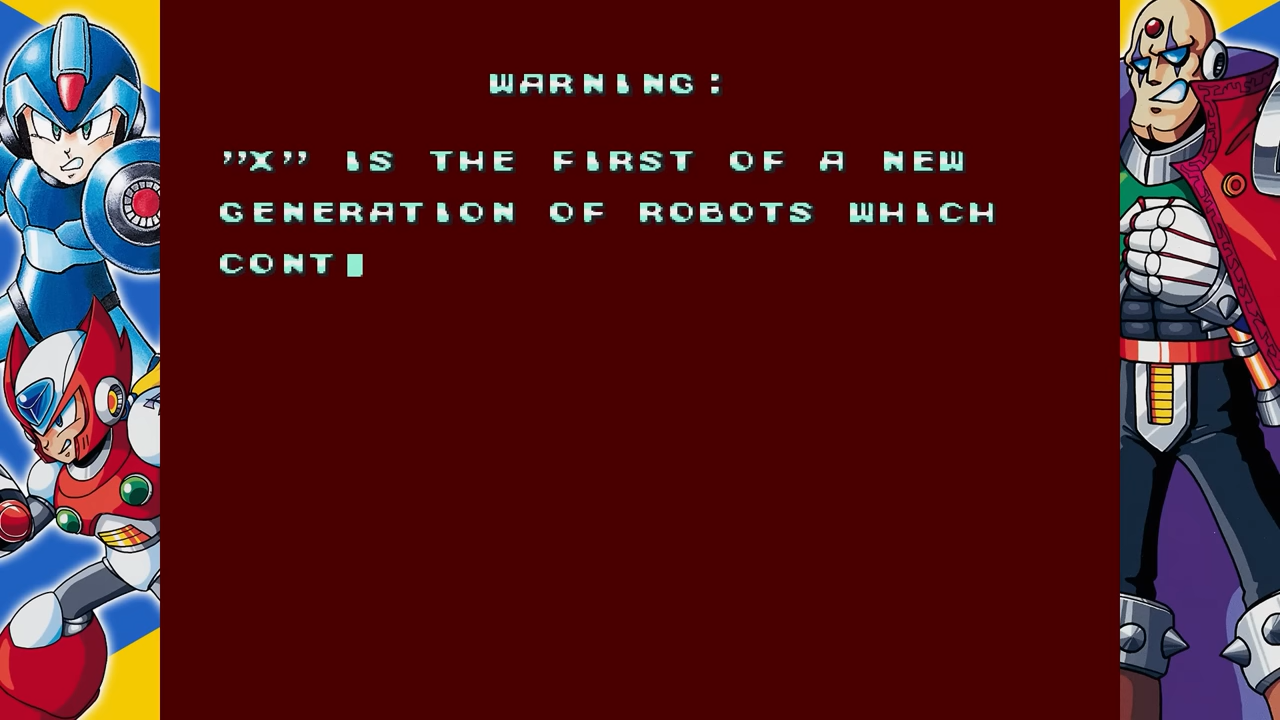 WARNING:
"X" IS THE FIRST OF A NEW
GENERATION OF ROBOTS WHICH
CONT